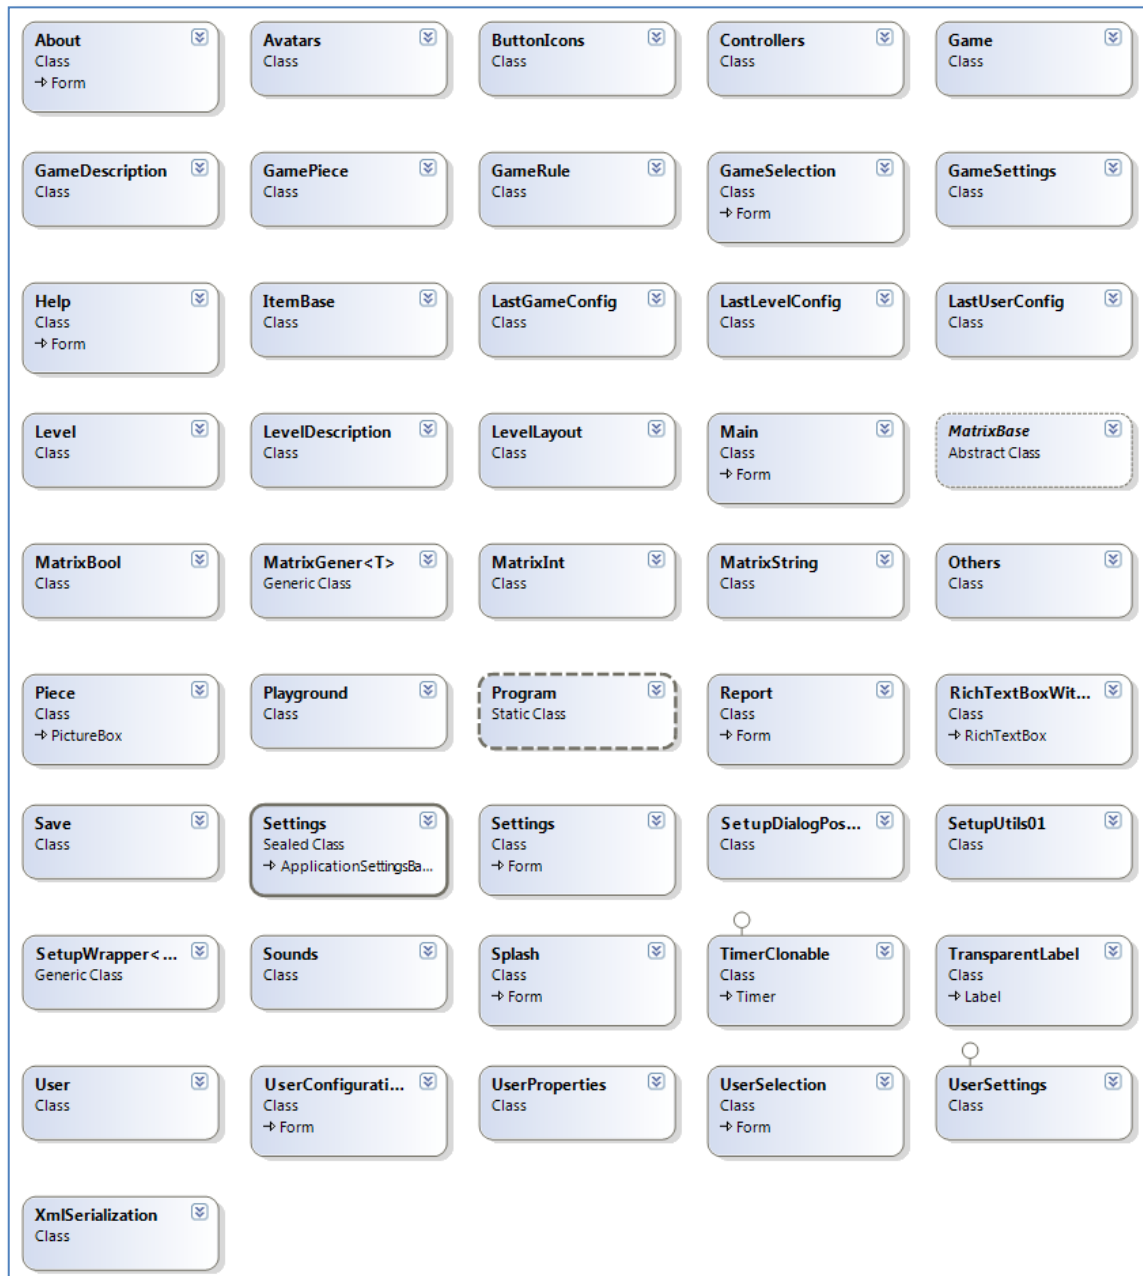 About
Class
→ Form
Avatars
Class
ButtonIcons
Class
Controllers
Class
Game
Class
GameDescription
Class
GamePiece
Class
GameRule
Class
GameSelection
Class
→ Form
GameSettings
Class
Help
Class
→ Form
ItemBase
Class
LastGameConfig
Class
LastLevelConfig
Class
LastUserConfig
Class
Level
Class
LevelDescription
Class
LevelLayout
Class
Main
Class
→ Form
MatrixBase
Abstract Class
MatrixBool
Class
MatrixGener<T>
Generic Class
MatrixInt
Class
MatrixString
Class
Others
Class
Piece
Class
→ PictureBox
Playground
Class
Program
Static Class
Report
Class
→ Form
RichTextBoxWit...
Class
→ RichTextBox
Save
Class
Settings
Sealed Class
→ ApplicationSettingsBa...
Settings
Class
→ Form
SetupDialogPos...
Class
SetupUtils01
Class
SetupWrapper<...
Generic Class
Sounds
Class
Splash
Class
→ Form
TimerClonable
Class
→ Timer
TransparentLabel
Class
→ Label
User
Class
UserConfigurati...
Class
→ Form
UserProperties
Class
UserSelection
Class
→ Form
UserSettings
Class
XmlSerialization
Class